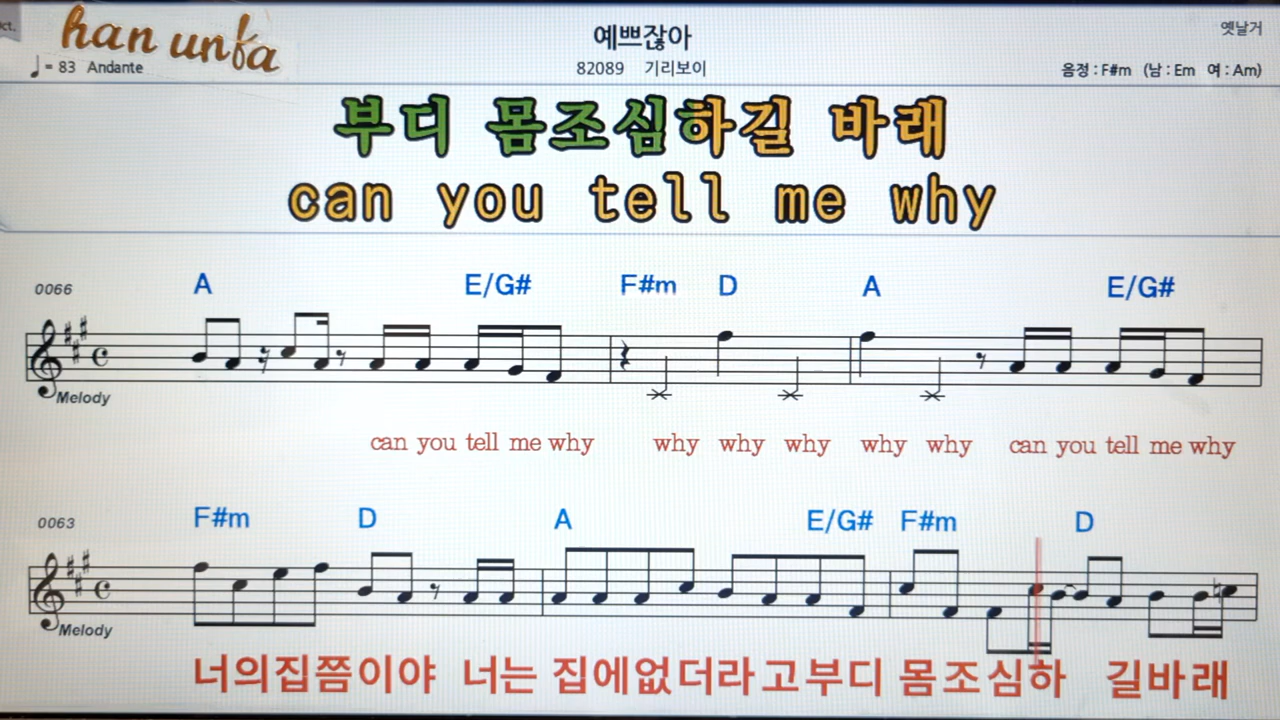 ct.
han unfa
예쁘잖아
옛날거
♩= 83 Andante
82089 기리보이
음정 : F#m (남 : Em 여 : Am)
부디 몸조심하길 바래
can you tell me why
0066 A E/G# F#m D A E/G#
Melody
can you tell me why why why why why why can you tell me why
0063 F#m D A E/G# F#m D
Melody
너의집쯤이야 너는 집에없더라고부디 몸조심하 길바래